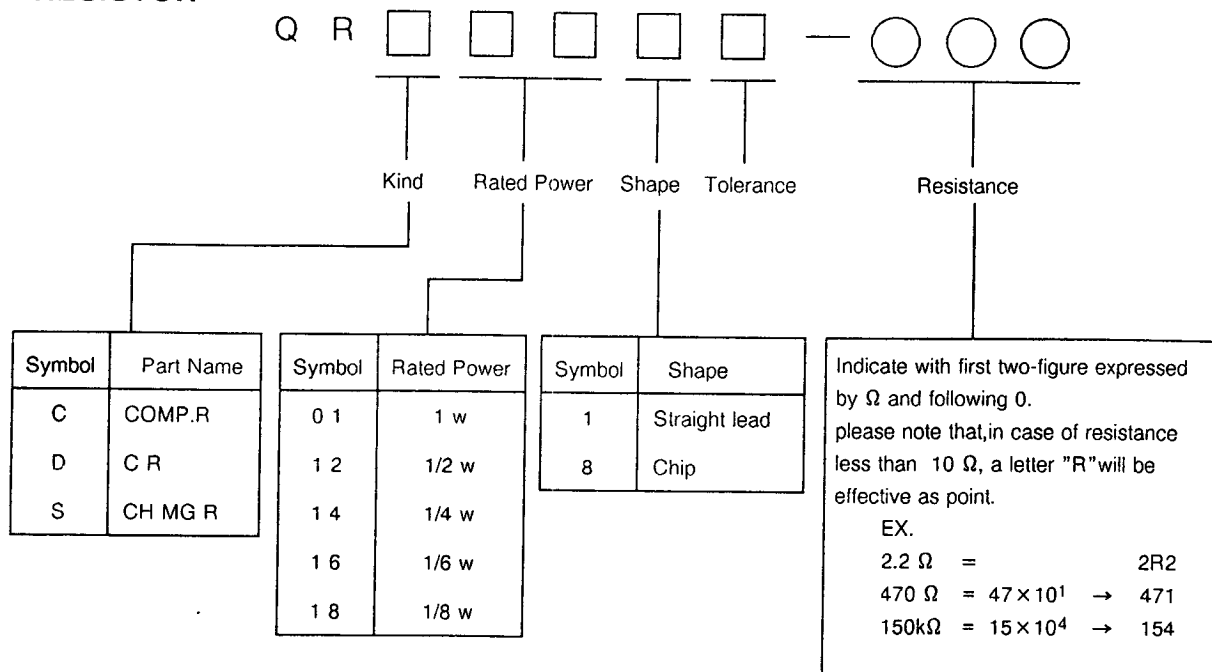 Q R □ □ □ □ □ — ○ ○ ○
Kind Rated Power Shape Tolerance Resistance
Symbol Part Name
C COMP.R
D C R
S CH MG R
Symbol Rated Power
0 1 1 w
1 2 1/2 w
1 4 1/4 w
1 6 1/6 w
1 8 1/8 w
Symbol Shape
1 Straight lead
8 Chip
Indicate with first two-figure expressed
by Ω and following 0.
please note that,in case of resistance
less than 10 Ω, a letter "R"will be
effective as point.
EX.
2.2 Ω = 2R2
470 Ω = 47×10¹ → 471
150kΩ = 15×10⁴ → 154